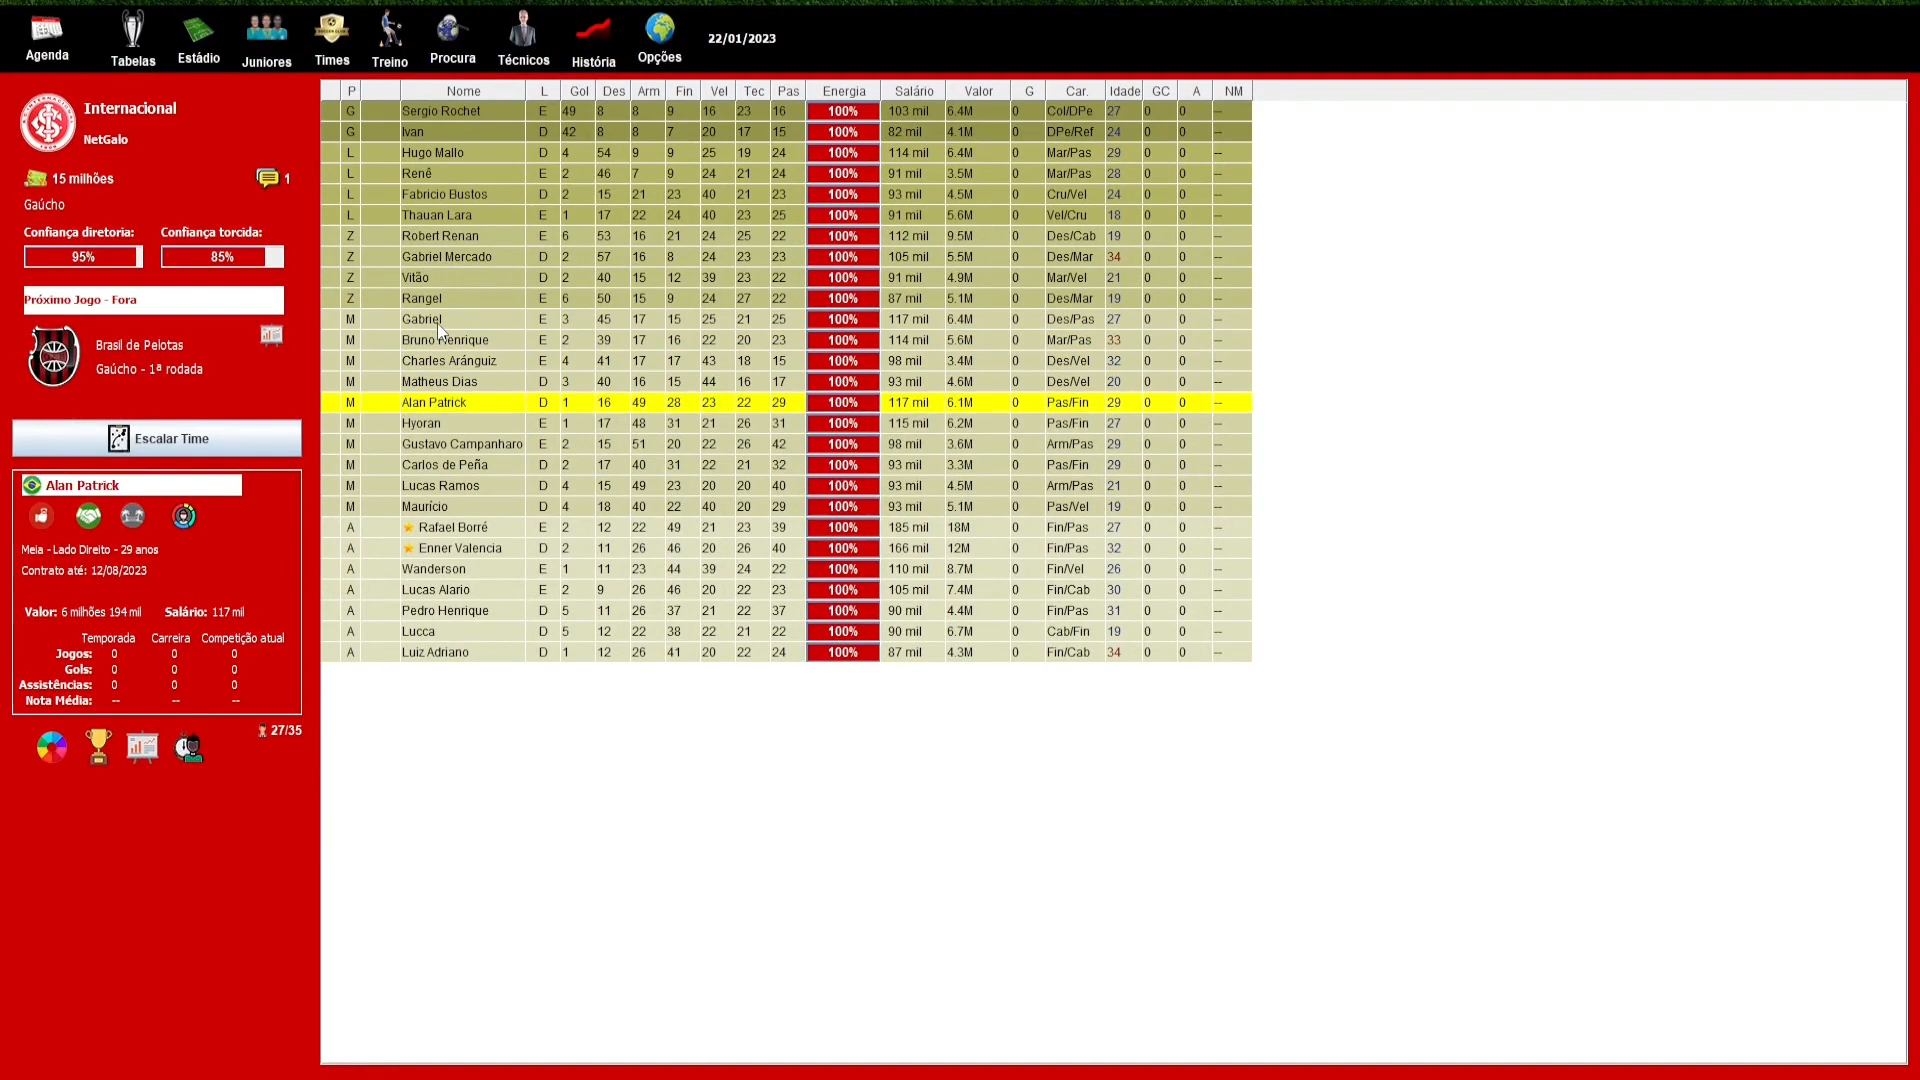 Agenda Tabelas Estádio Juniores Times Treino Procura Técnicos História Opções 22/01/2023
Internacional
NetGalo
15 milhões 1
Gaúcho
Confiança diretoria: Confiança torcida:
95% 85%
Próximo Jogo - Fora
Brasil de Pelotas
Gaúcho - 1ª rodada
Escalar Time
Alan Patrick
Meia - Lado Direito - 29 anos
Contrato até: 12/08/2023
Valor: 6 milhões 194 mil Salário: 117 mil
Temporada Carreira Competição atual
Jogos: 0 0 0
Gols: 0 0 0
Assistências: 0 0 0
Nota Média: -- -- --
27/35
P Nome L Gol Des Arm Fin Vel Tec Pas Energia Salário Valor G Car. Idade GC A NM
G Sergio Rochet E 49 8 8 9 16 23 16 100% 103 mil 6.4M 0 Col/DPe 27 0 0 --
G Ivan D 42 8 8 7 20 17 15 100% 82 mil 4.1M 0 DPe/Ref 24 0 0 --
L Hugo Mallo D 4 54 9 9 25 19 24 100% 114 mil 6.4M 0 Mar/Pas 29 0 0 --
L Renê E 2 46 7 9 24 21 24 100% 91 mil 3.5M 0 Mar/Pas 28 0 0 --
L Fabricio Bustos D 2 15 21 23 40 21 23 100% 93 mil 4.5M 0 Cru/Vel 24 0 0 --
L Thauan Lara E 1 17 22 24 40 23 25 100% 91 mil 5.6M 0 Vel/Cru 18 0 0 --
Z Robert Renan E 6 53 16 21 24 25 22 100% 112 mil 9.5M 0 Des/Cab 19 0 0 --
Z Gabriel Mercado D 2 57 16 8 24 23 23 100% 105 mil 5.5M 0 Des/Mar 34 0 0 --
Z Vitão D 2 40 15 12 39 23 22 100% 91 mil 4.9M 0 Mar/Vel 21 0 0 --
Z Rangel E 6 50 15 9 24 27 22 100% 87 mil 5.1M 0 Des/Mar 19 0 0 --
M Gabriel E 3 45 17 15 25 21 25 100% 117 mil 6.4M 0 Des/Pas 27 0 0 --
M Bruno Henrique E 2 39 17 16 22 20 23 100% 114 mil 5.6M 0 Mar/Pas 33 0 0 --
M Charles Aránguiz E 4 41 17 17 43 18 15 100% 98 mil 3.4M 0 Des/Vel 32 0 0 --
M Matheus Dias D 3 40 16 15 44 16 17 100% 93 mil 4.6M 0 Des/Vel 20 0 0 --
M Alan Patrick D 1 16 49 28 23 22 29 100% 117 mil 6.1M 0 Pas/Fin 29 0 0 --
M Hyoran E 1 17 48 31 21 26 31 100% 115 mil 6.2M 0 Pas/Fin 27 0 0 --
M Gustavo Campanharo E 2 15 51 20 22 26 42 100% 98 mil 3.6M 0 Arm/Pas 29 0 0 --
M Carlos de Peña D 2 17 40 31 22 21 32 100% 93 mil 3.3M 0 Pas/Fin 29 0 0 --
M Lucas Ramos D 4 15 49 23 20 20 40 100% 93 mil 4.5M 0 Arm/Pas 21 0 0 --
M Maurício D 4 18 40 22 40 20 29 100% 93 mil 5.1M 0 Pas/Vel 19 0 0 --
A Rafael Borré E 2 12 22 49 21 23 39 100% 185 mil 18M 0 Fin/Pas 27 0 0 --
A Enner Valencia D 2 11 26 46 20 26 40 100% 166 mil 12M 0 Fin/Pas 32 0 0 --
A Wanderson E 1 11 23 44 39 24 22 100% 110 mil 8.7M 0 Fin/Vel 26 0 0 --
A Lucas Alario E 2 9 26 46 20 22 23 100% 105 mil 7.4M 0 Fin/Cab 30 0 0 --
A Pedro Henrique D 5 11 26 37 21 22 37 100% 90 mil 4.4M 0 Fin/Pas 31 0 0 --
A Lucca D 5 12 22 38 22 21 22 100% 90 mil 6.7M 0 Cab/Fin 19 0 0 --
A Luiz Adriano D 1 12 26 41 20 22 24 100% 87 mil 4.3M 0 Fin/Cab 34 0 0 --